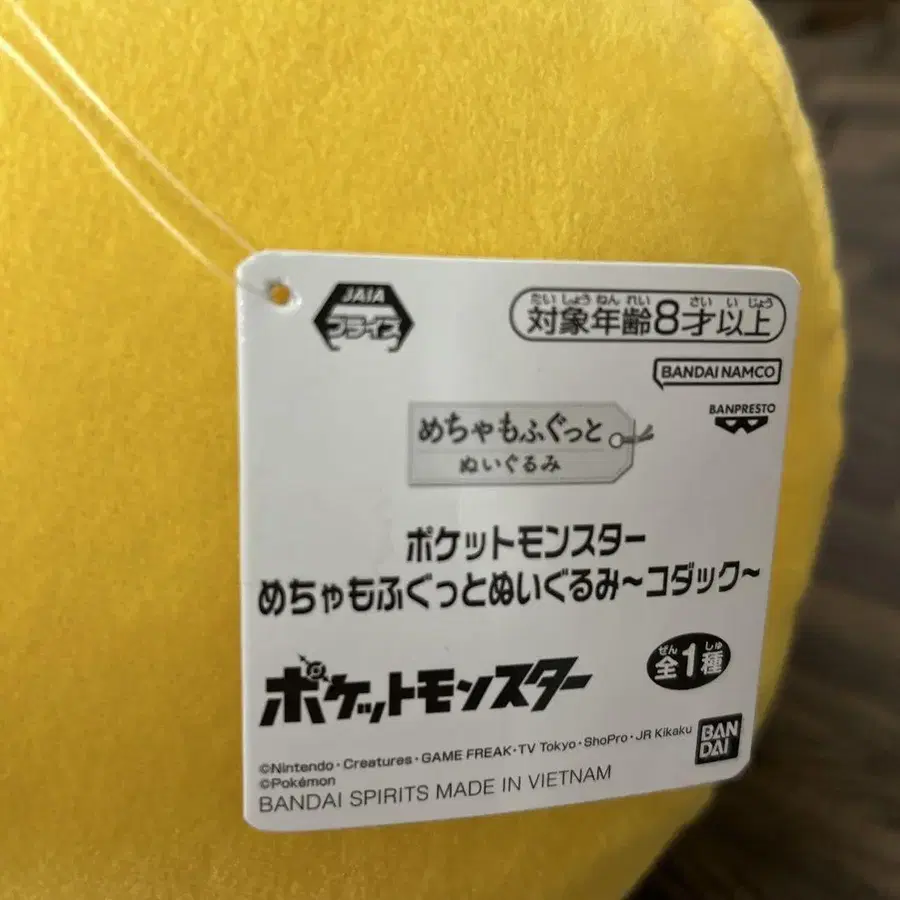 JAIA
プライズ
たいしょうねんれい さいいじょう
対象年齢8才以上
BANDAI NAMCO
BANPRESTO
めちゃもふぐっと
ぬいぐるみ
ポケットモンスター
めちゃもふぐっとぬいぐるみ~コダック~
ポケットモンスター
ぜん しゅ
全1種
©Nintendo・Creatures・GAME FREAK・TV Tokyo・ShoPro・JR Kikaku
©Pokémon
BANDAI SPIRITS MADE IN VIETNAM
BAN
DAI